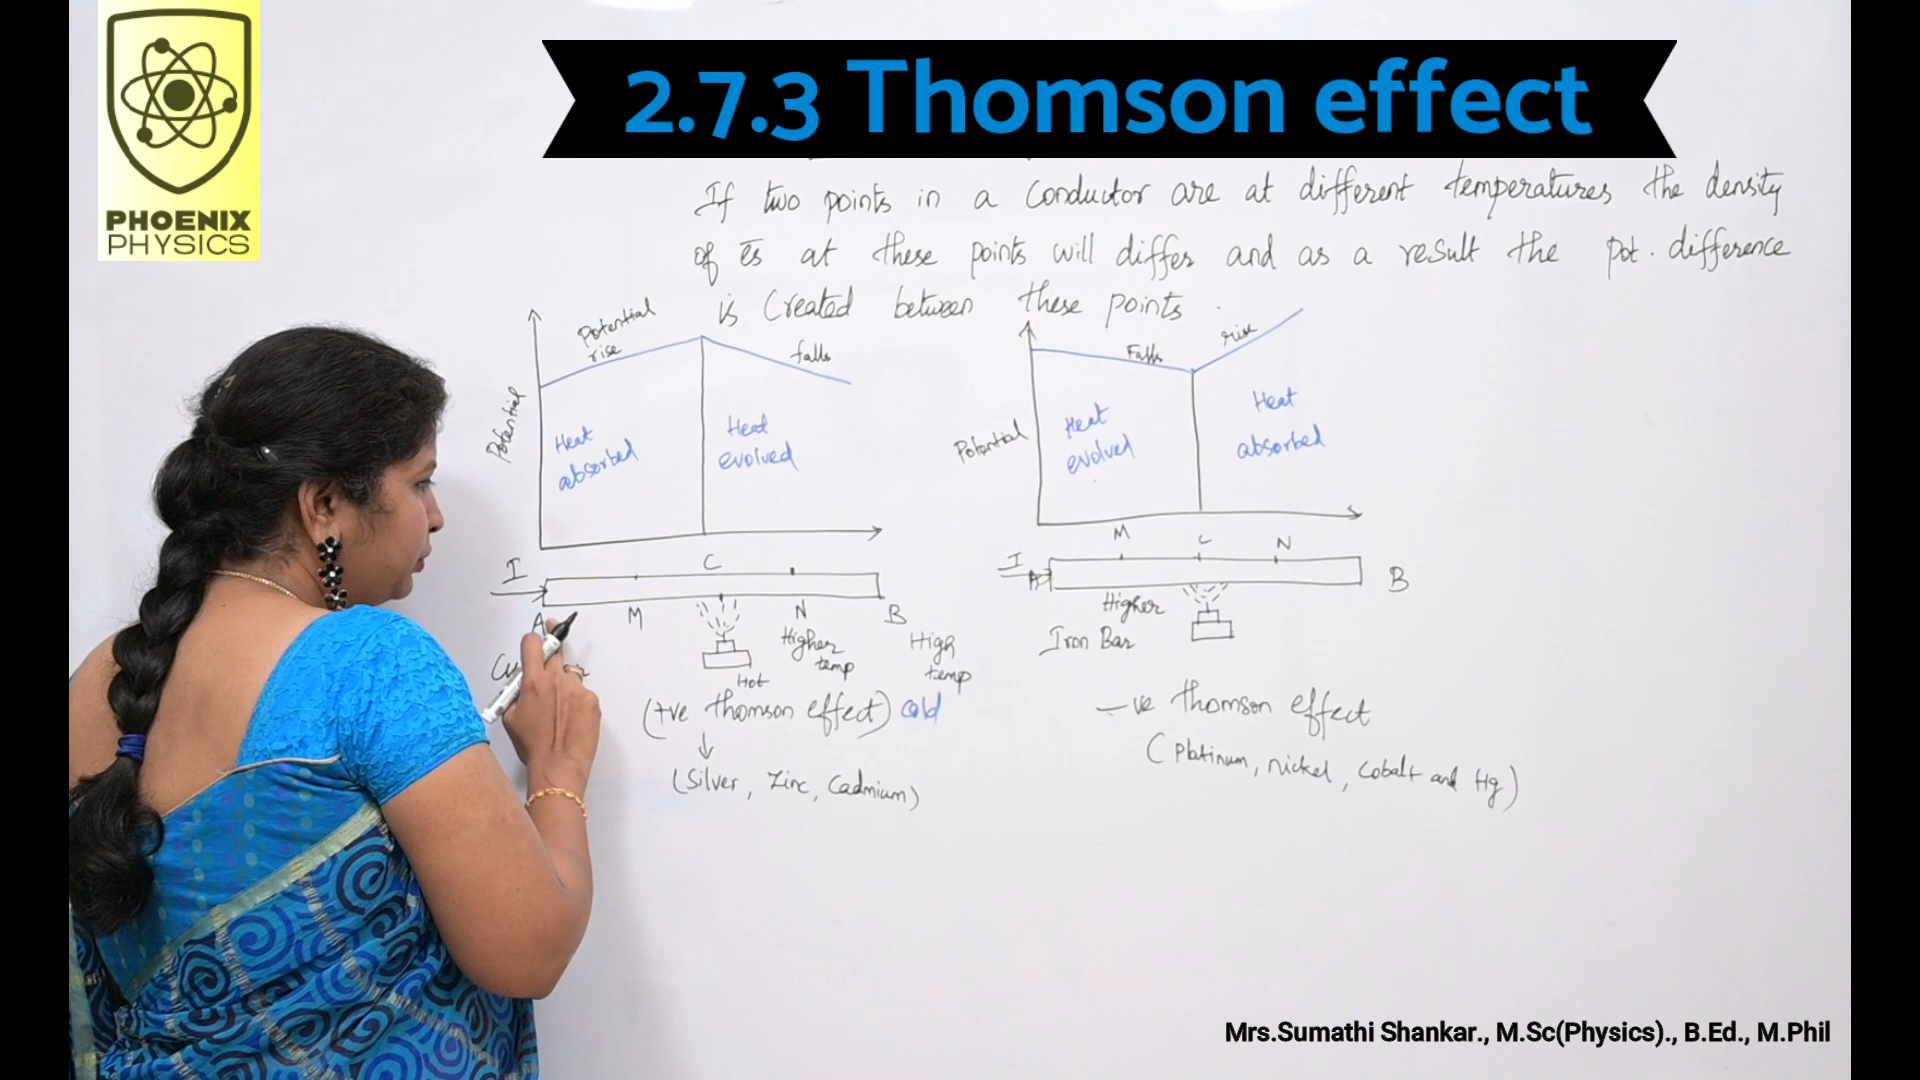 PHOENIX
PHYSICS
2.7.3 Thomson effect
If two points in a conductor are at different temperatures the density
of ēs at these points will differ and as a result the pot. difference
is created between these points.
Potential
rise
falls
Potential
Heat
absorbed
Heat
evolved
I
C
A
M
N
B
Higher
temp
High
temp
Hot
Cu
(+ve thomson effect) cold
(Silver, Zinc, Cadmium)
Falls
rise
Potential
Heat
evolved
Heat
absorbed
M
C
N
I
A
B
Higher
Iron Bar
-ve thomson effect
(Platinum, nickel, cobalt and Hg)
Mrs.Sumathi Shankar., M.Sc(Physics)., B.Ed., M.Phil